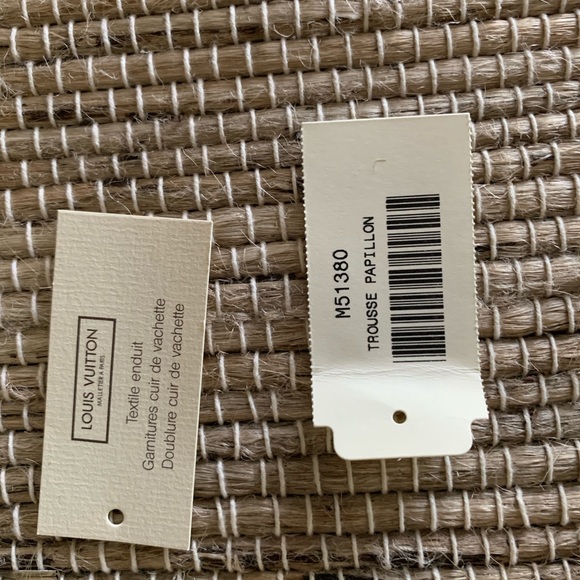 LOUIS VUITTON
MALLETIER A PARIS
Textile enduit
Garnitures cuir de vachette
Doublure cuir de vachette
M51380
TROUSSE PAPILLON